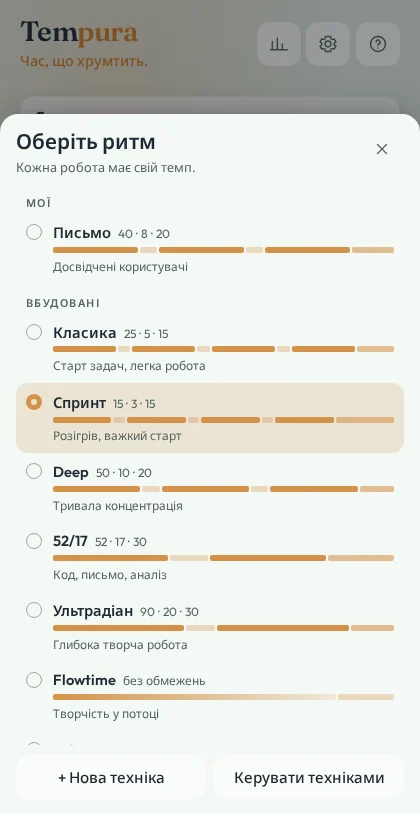 Tempura
Час, що хрумтить.
Оберіть ритм
Кожна робота має свій темп.
МОЇ
Письмо 40 · 8 · 20
Досвідчені користувачі
ВБУДОВАНІ
Класика 25 · 5 · 15
Старт задач, легка робота
Спринт 15 · 3 · 15
Розігрів, важкий старт
Deep 50 · 10 · 20
Тривала концентрація
52/17 52 · 17 · 30
Код, письмо, аналіз
Ультрадіан 90 · 20 · 30
Глибока творча робота
Flowtime без обмежень
Творчість у потоці
+ Нова техніка
Керувати техніками